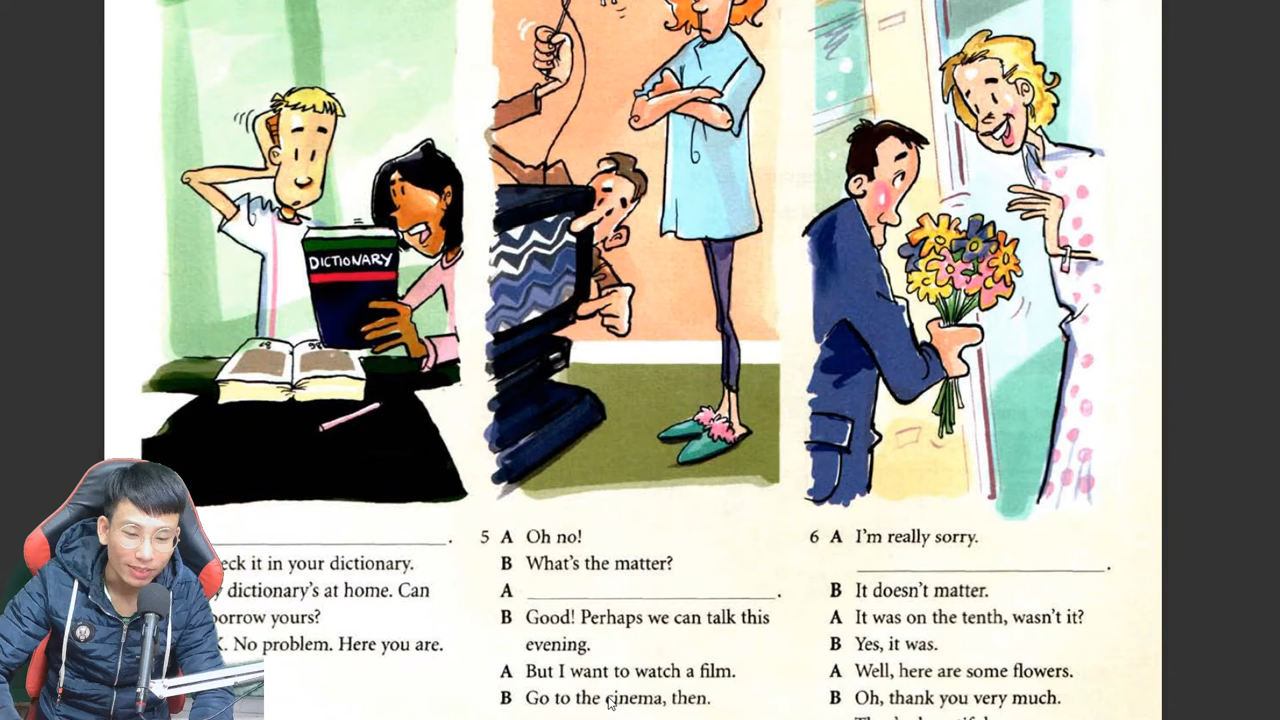 DICTIONARY
.
eck it in your dictionary.
dictionary's at home. Can
borrow yours?
No problem. Here you are.
5 A Oh no!
B What's the matter?
A .
B Good! Perhaps we can talk this
evening.
A But I want to watch a film.
B Go to the cinema, then.
6 A I'm really sorry.
.
B It doesn't matter.
A It was on the tenth, wasn't it?
B Yes, it was.
A Well, here are some flowers.
B Oh, thank you very much.